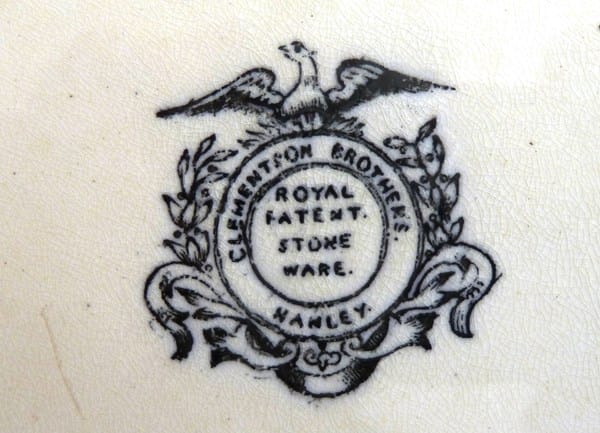 CLEMENTSON BROTHERS.
ROYAL
PATENT.
STONE
WARE.
HANLEY.